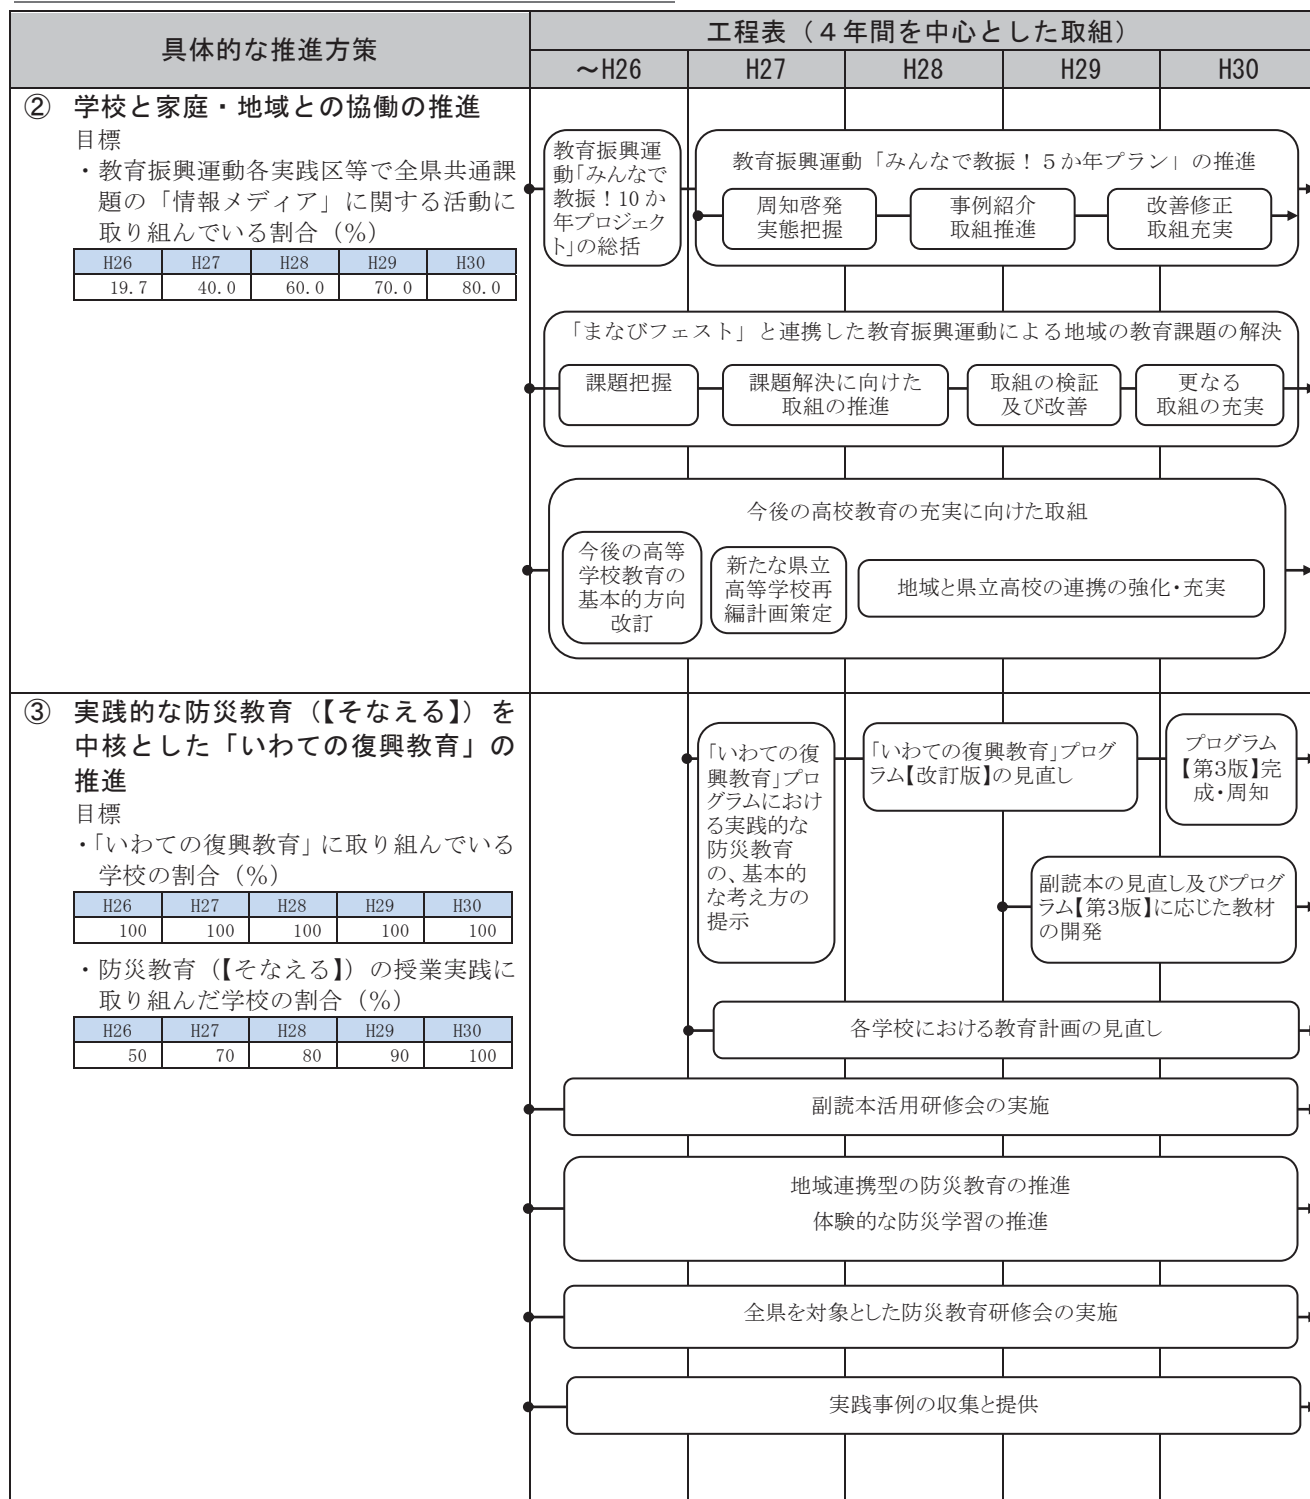 具体的な推進方策
工程表（４年間を中心とした取組）
～H26 H27 H28 H29 H30
② 学校と家庭・地域との協働の推進
目標
・教育振興運動各実践区等で全県共通課
題の「情報メディア」に関する活動に
取り組んでいる割合（％）
H26 H27 H28 H29 H30
19.7 40.0 60.0 70.0 80.0
教育振興運
動「みんなで
教振！10か
年プロジェク
ト」の総括
教育振興運動「みんなで教振！５か年プラン」の推進
周知啓発
実態把握
事例紹介
取組推進
改善修正
取組充実
「まなびフェスト」と連携した教育振興運動による地域の教育課題の解決
課題把握
課題解決に向けた
取組の推進
取組の検証
及び改善
更なる
取組の充実
今後の高校教育の充実に向けた取組
今後の高等
学校教育の
基本的方向
改訂
新たな県立
高等学校再
編計画策定
地域と県立高校の連携の強化・充実
③ 実践的な防災教育（【そなえる】）を
中核とした「いわての復興教育」の
推進
目標
・「いわての復興教育」に取り組んでいる
学校の割合（％）
H26 H27 H28 H29 H30
100 100 100 100 100
・防災教育（【そなえる】）の授業実践に
取り組んだ学校の割合（％）
H26 H27 H28 H29 H30
50 70 80 90 100
「いわての復
興教育」プロ
グラムにおけ
る実践的な
防災教育
の、基本的
な考え方の
提示
「いわての復興教育」プログ
ラム【改訂版】の見直し
プログラム
【第3版】完
成・周知
副読本の見直し及びプログ
ラム【第3版】に応じた教材
の開発
各学校における教育計画の見直し
副読本活用研修会の実施
地域連携型の防災教育の推進
体験的な防災学習の推進
全県を対象とした防災教育研修会の実施
実践事例の収集と提供